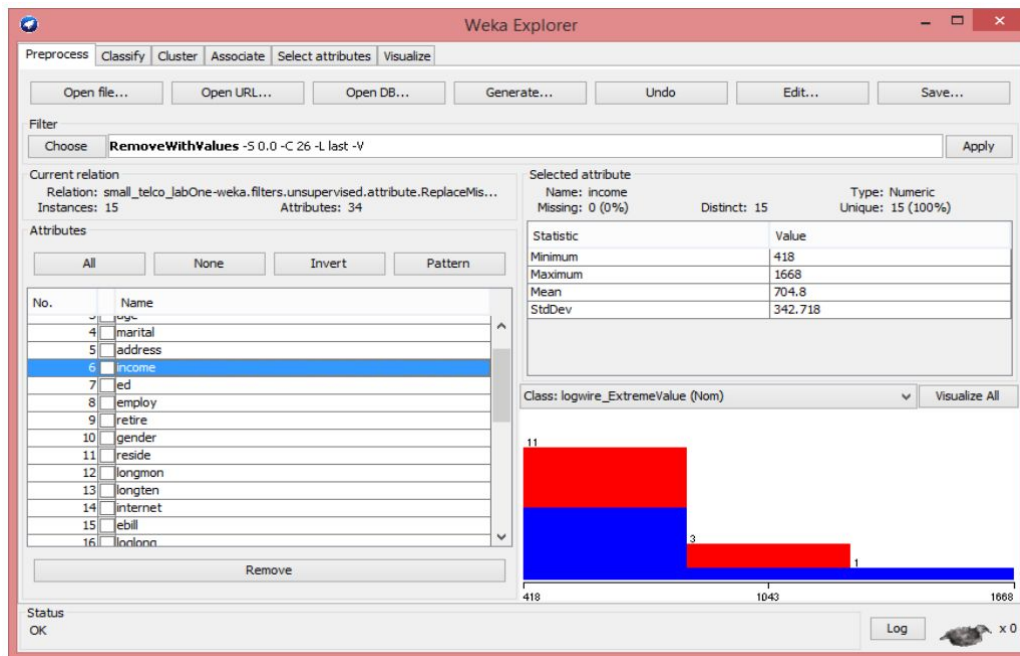 Weka Explorer
Preprocess Classify Cluster Associate Select attributes Visualize
Open file... Open URL... Open DB... Generate... Undo Edit... Save...
Filter
Choose RemoveWithValues -S 0.0 -C 26 -L last -V Apply
Current relation
Relation: small_telco_labOne-weka.filters.unsupervised.attribute.ReplaceMis...
Instances: 15 Attributes: 34
Attributes
All None Invert Pattern
No. Name
3 age
4 marital
5 address
6 income
7 ed
8 employ
9 retire
10 gender
11 reside
12 longmon
13 longten
14 internet
15 ebill
16 loglong
Remove
Selected attribute
Name: income Type: Numeric
Missing: 0 (0%) Distinct: 15 Unique: 15 (100%)
Statistic Value
Minimum 418
Maximum 1668
Mean 704.8
StdDev 342.718
Class: logwire_ExtremeValue (Nom) Visualize All
11
3
1
418 1043 1668
Status
OK Log x 0